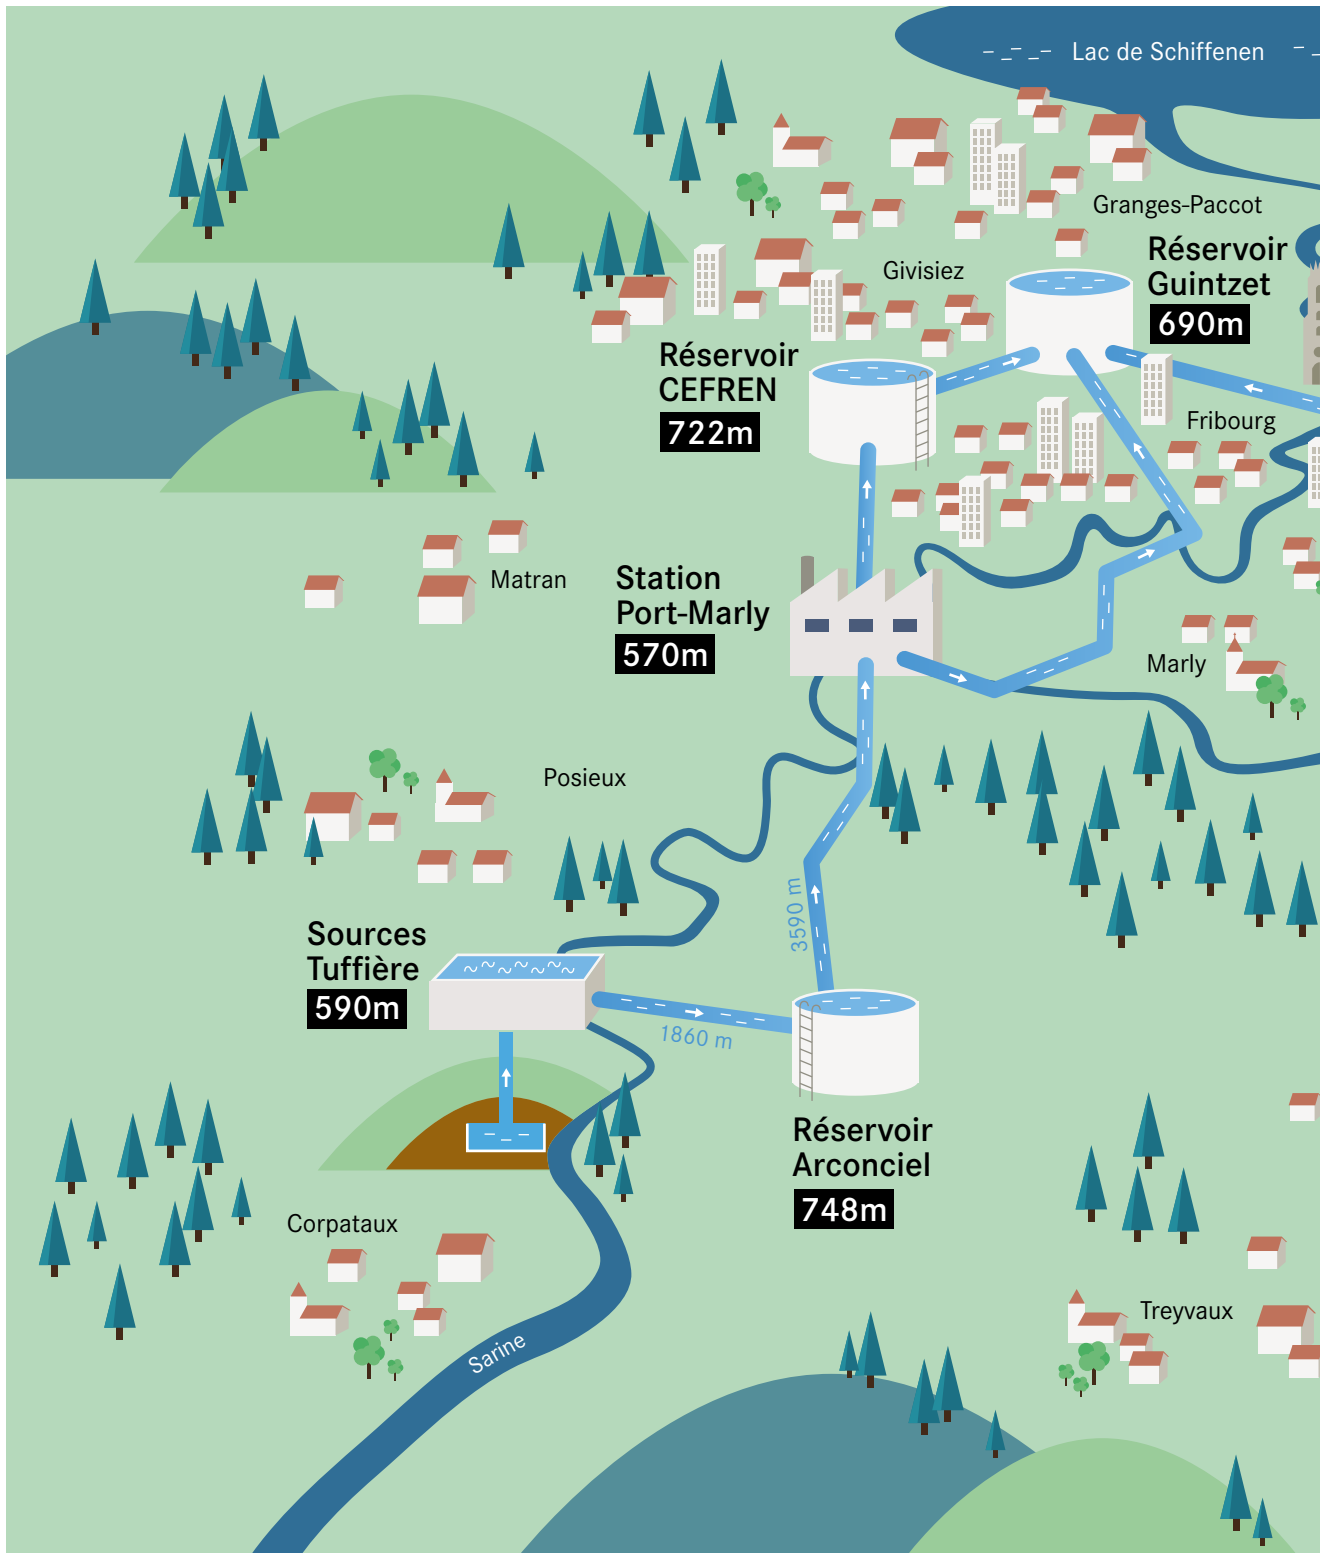 Lac de Schiffenen
Granges-Paccot
Réservoir
Guintzet
690m
Givisiez
Réservoir
CEFREN
722m
Fribourg
Matran
Station
Port-Marly
570m
Marly
Posieux
3590 m
Sources
Tuffière
590m
1860 m
Réservoir
Arconciel
748m
Corpataux
Treyvaux
Sarine